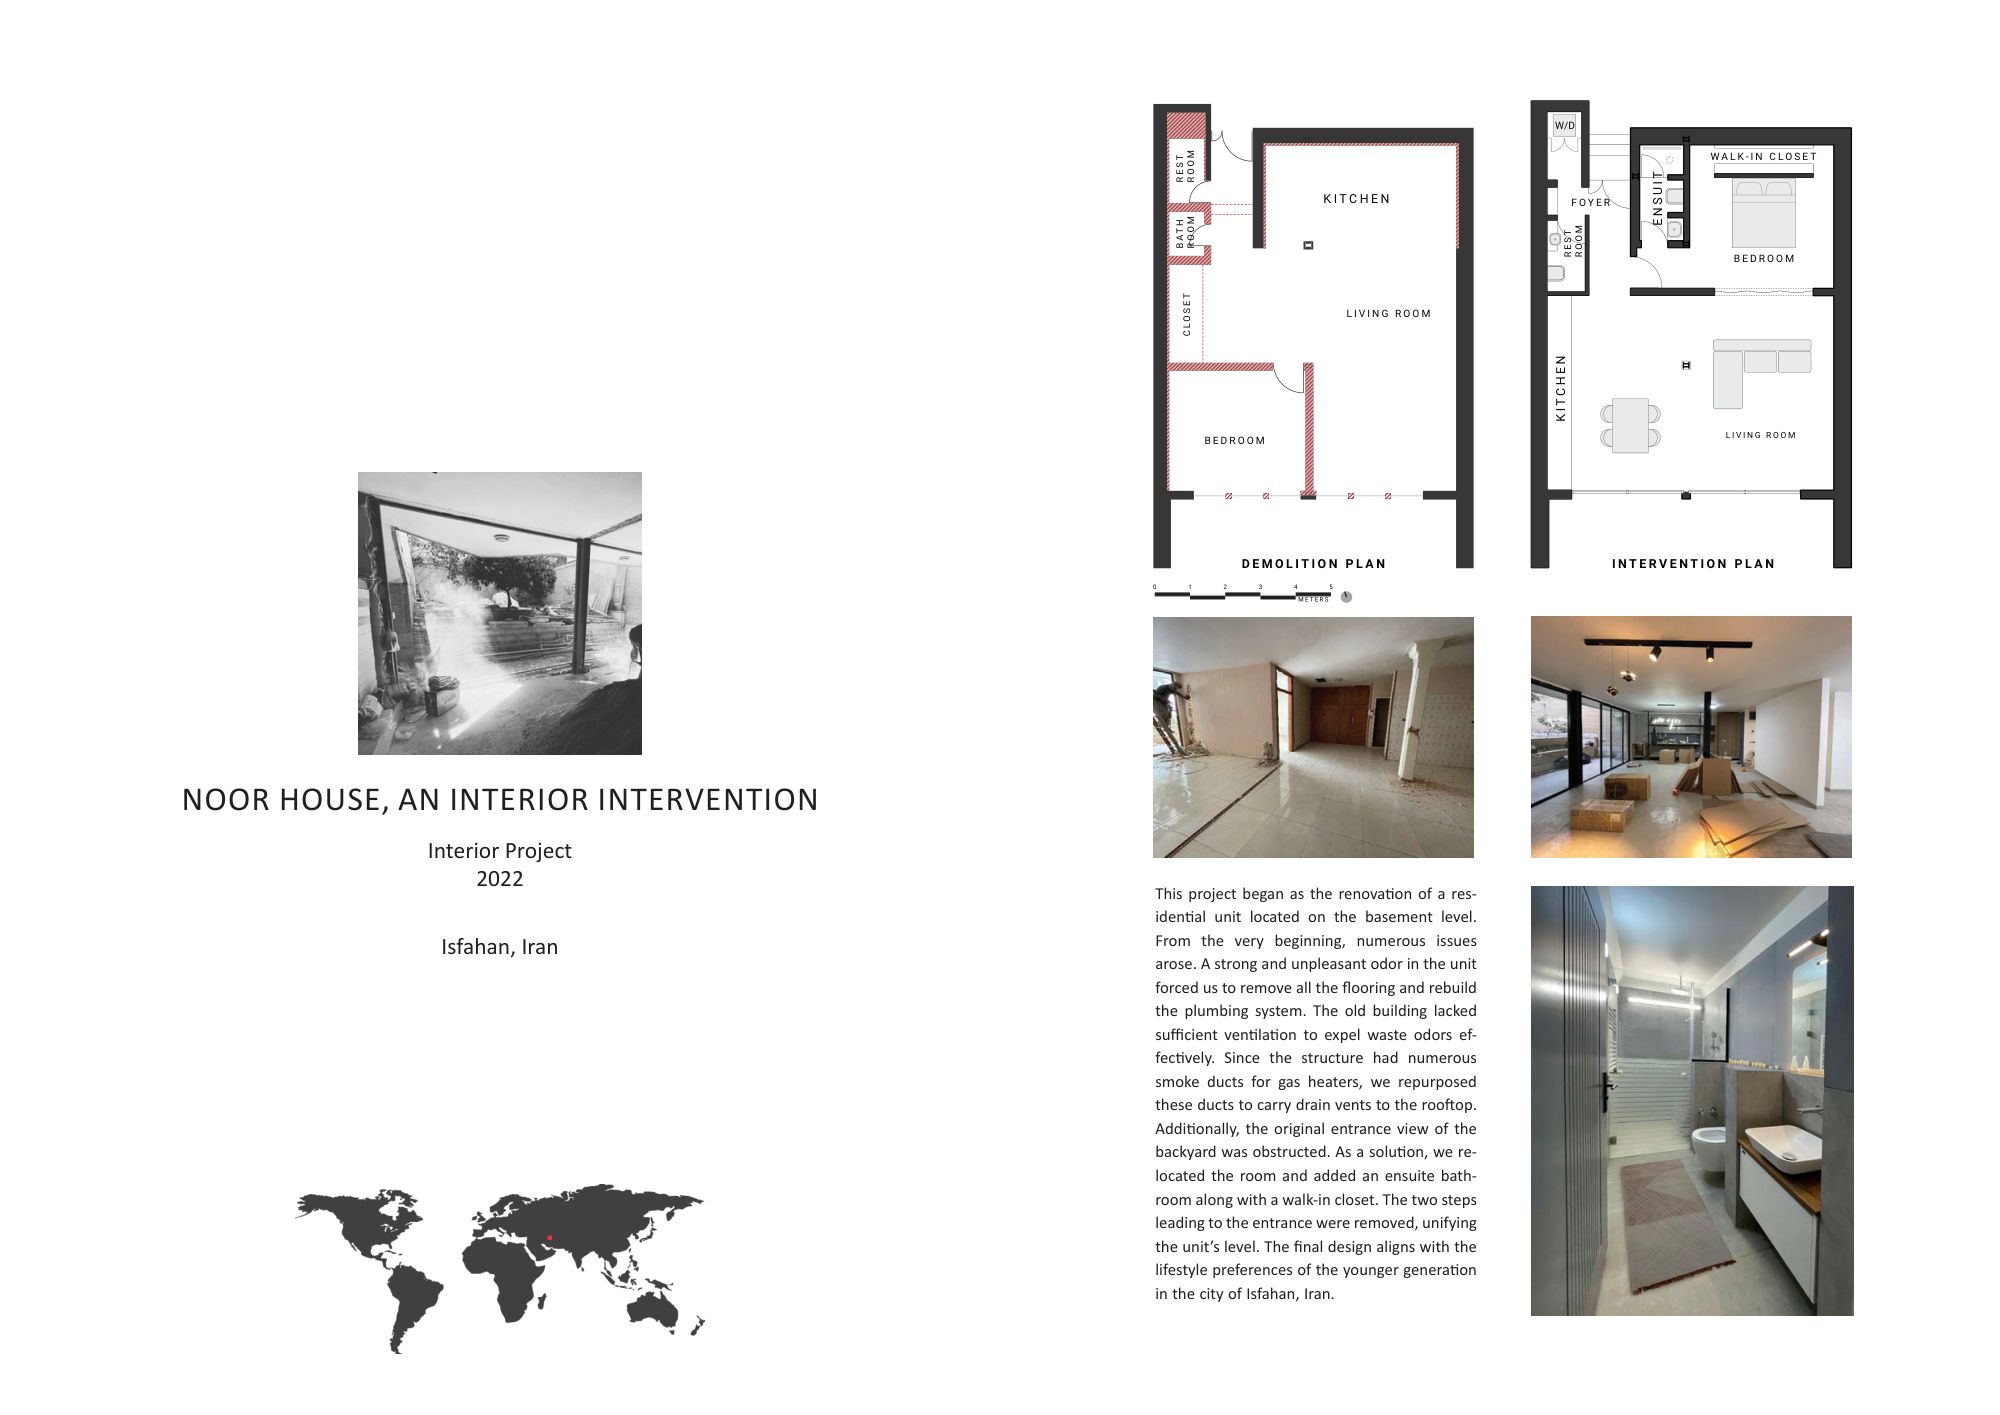 NOOR HOUSE, AN INTERIOR INTERVENTION
Interior Project
2022
Isfahan, Iran
REST
ROOM
BATH
ROOM
CLOSET
KITCHEN
LIVING ROOM
BEDROOM
DEMOLITION PLAN
0 1 2 3 4 5
METERS
W/D
FOYER
REST
ROOM
ENSUIT
WALK-IN CLOSET
BEDROOM
KITCHEN
LIVING ROOM
INTERVENTION PLAN
This project began as the renovation of a res-
idential unit located on the basement level.
From the very beginning, numerous issues
arose. A strong and unpleasant odor in the unit
forced us to remove all the flooring and rebuild
the plumbing system. The old building lacked
sufficient ventilation to expel waste odors ef-
fectively. Since the structure had numerous
smoke ducts for gas heaters, we repurposed
these ducts to carry drain vents to the rooftop.
Additionally, the original entrance view of the
backyard was obstructed. As a solution, we re-
located the room and added an ensuite bath-
room along with a walk-in closet. The two steps
leading to the entrance were removed, unifying
the unit's level. The final design aligns with the
lifestyle preferences of the younger generation
in the city of Isfahan, Iran.